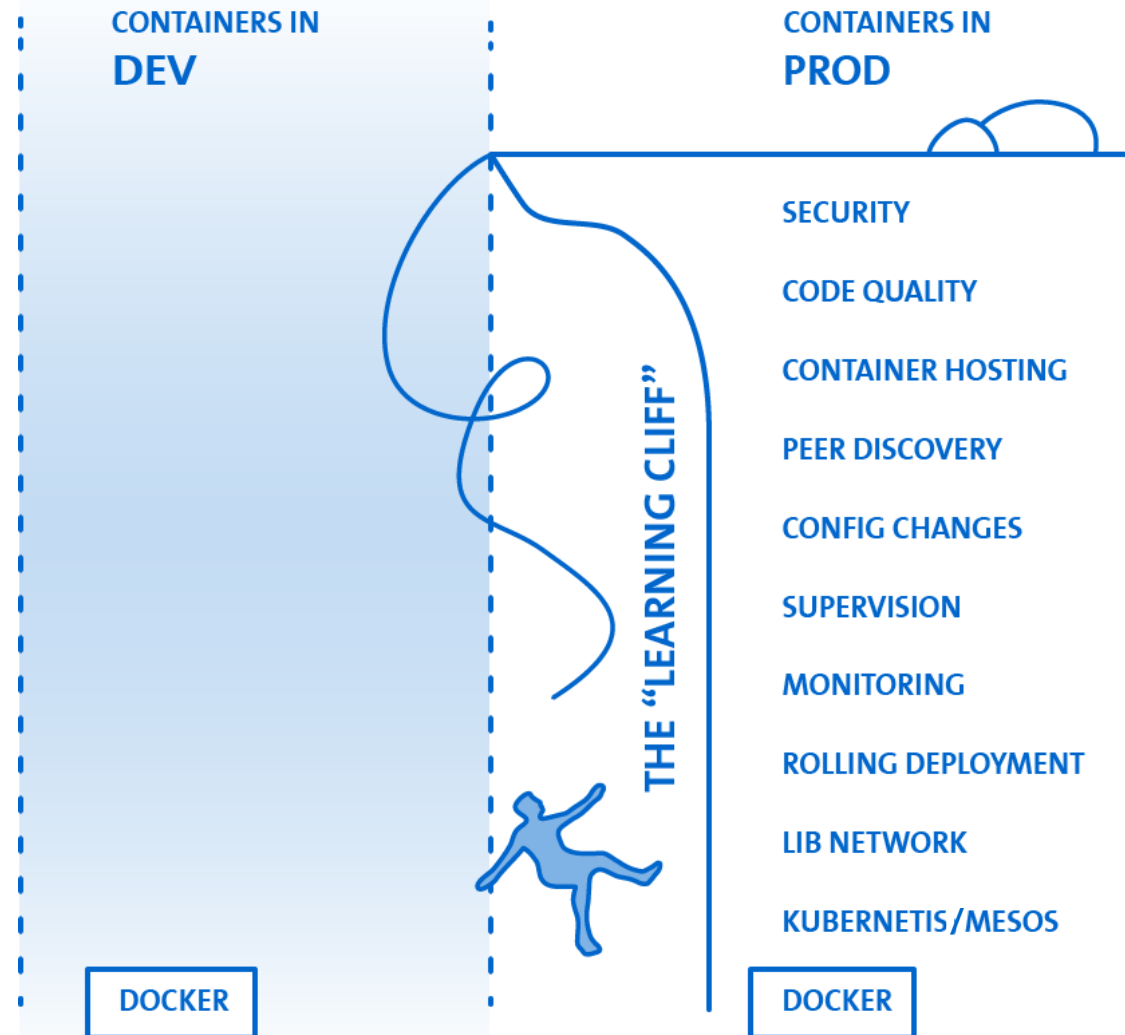 CONTAINERS IN
DEV
DOCKER
THE “LEARNING CLIFF”
CONTAINERS IN
PROD
SECURITY
CODE QUALITY
CONTAINER HOSTING
PEER DISCOVERY
CONFIG CHANGES
SUPERVISION
MONITORING
ROLLING DEPLOYMENT
LIB NETWORK
KUBERNETIS/MESOS
DOCKER